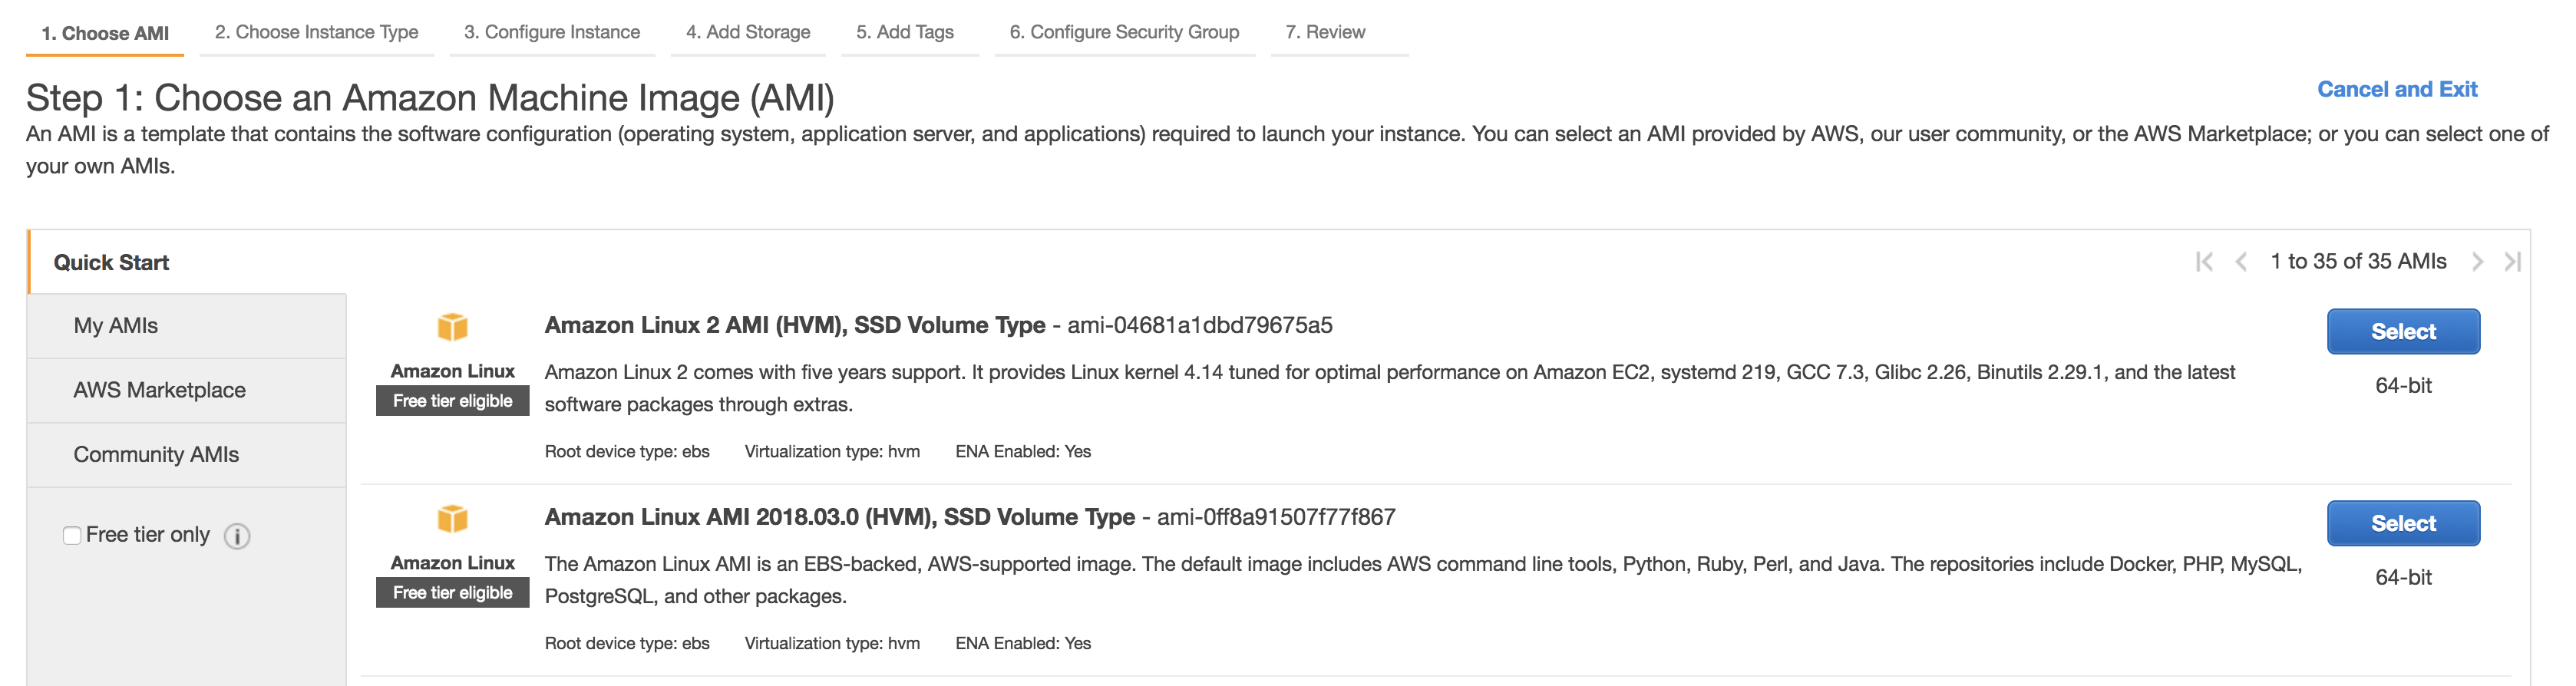 1. Choose AMI 2. Choose Instance Type 3. Configure Instance 4. Add Storage 5. Add Tags 6. Configure Security Group 7. Review
Step 1: Choose an Amazon Machine Image (AMI)
Cancel and Exit
An AMI is a template that contains the software configuration (operating system, application server, and applications) required to launch your instance. You can select an AMI provided by AWS, our user community, or the AWS Marketplace; or you can select one of
your own AMIs.
Quick Start
1 to 35 of 35 AMIs
My AMIs
AWS Marketplace
Community AMIs
Free tier only
Amazon Linux
Free tier eligible
Amazon Linux 2 AMI (HVM), SSD Volume Type - ami-04681a1dbd79675a5
Amazon Linux 2 comes with five years support. It provides Linux kernel 4.14 tuned for optimal performance on Amazon EC2, systemd 219, GCC 7.3, Glibc 2.26, Binutils 2.29.1, and the latest
software packages through extras.
Root device type: ebs Virtualization type: hvm ENA Enabled: Yes
Select
64-bit
Amazon Linux
Free tier eligible
Amazon Linux AMI 2018.03.0 (HVM), SSD Volume Type - ami-0ff8a91507f77f867
The Amazon Linux AMI is an EBS-backed, AWS-supported image. The default image includes AWS command line tools, Python, Ruby, Perl, and Java. The repositories include Docker, PHP, MySQL,
PostgreSQL, and other packages.
Root device type: ebs Virtualization type: hvm ENA Enabled: Yes
Select
64-bit